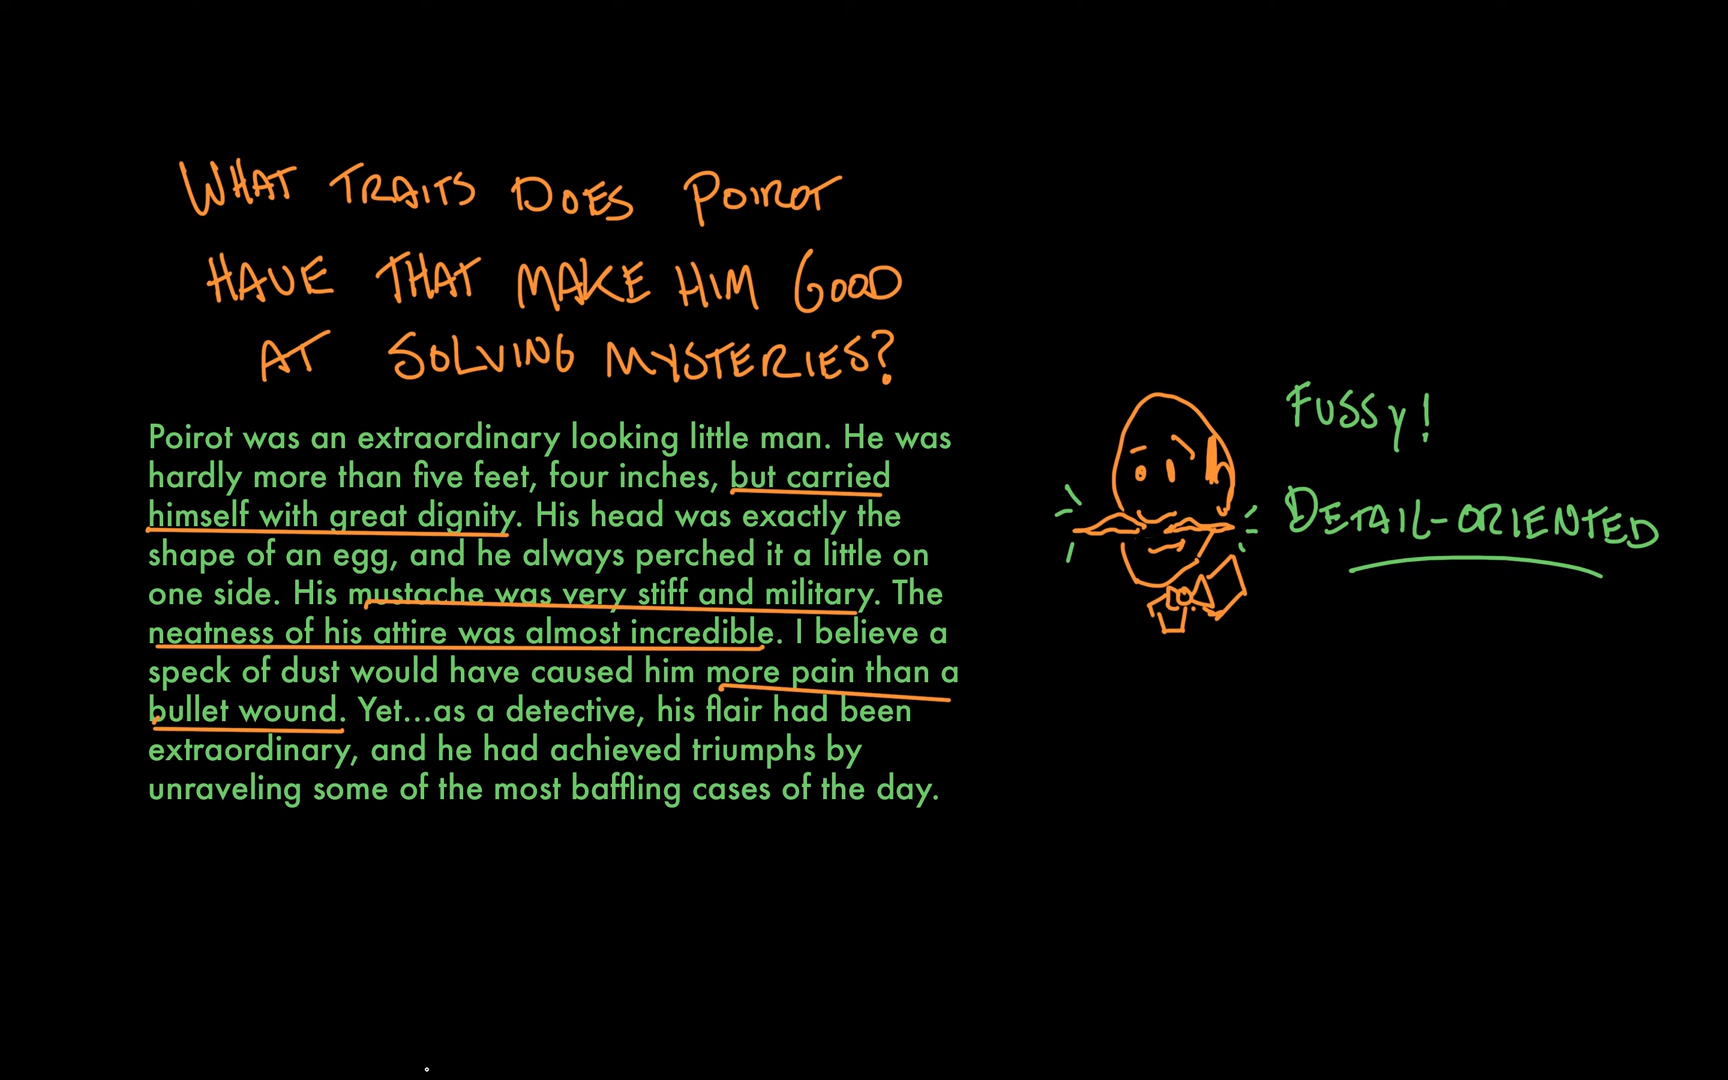 WHAT TRAITS DOES POIROT
HAVE THAT MAKE HIM GOOD
AT SOLVING MYSTERIES?
Poirot was an extraordinary looking little man. He was
hardly more than five feet, four inches, but carried
himself with great dignity. His head was exactly the
shape of an egg, and he always perched it a little on
one side. His mustache was very stiff and military. The
neatness of his attire was almost incredible. I believe a
speck of dust would have caused him more pain than a
bullet wound. Yet...as a detective, his flair had been
extraordinary, and he had achieved triumphs by
unraveling some of the most baffling cases of the day.
FUSSY!
DETAIL-ORIENTED